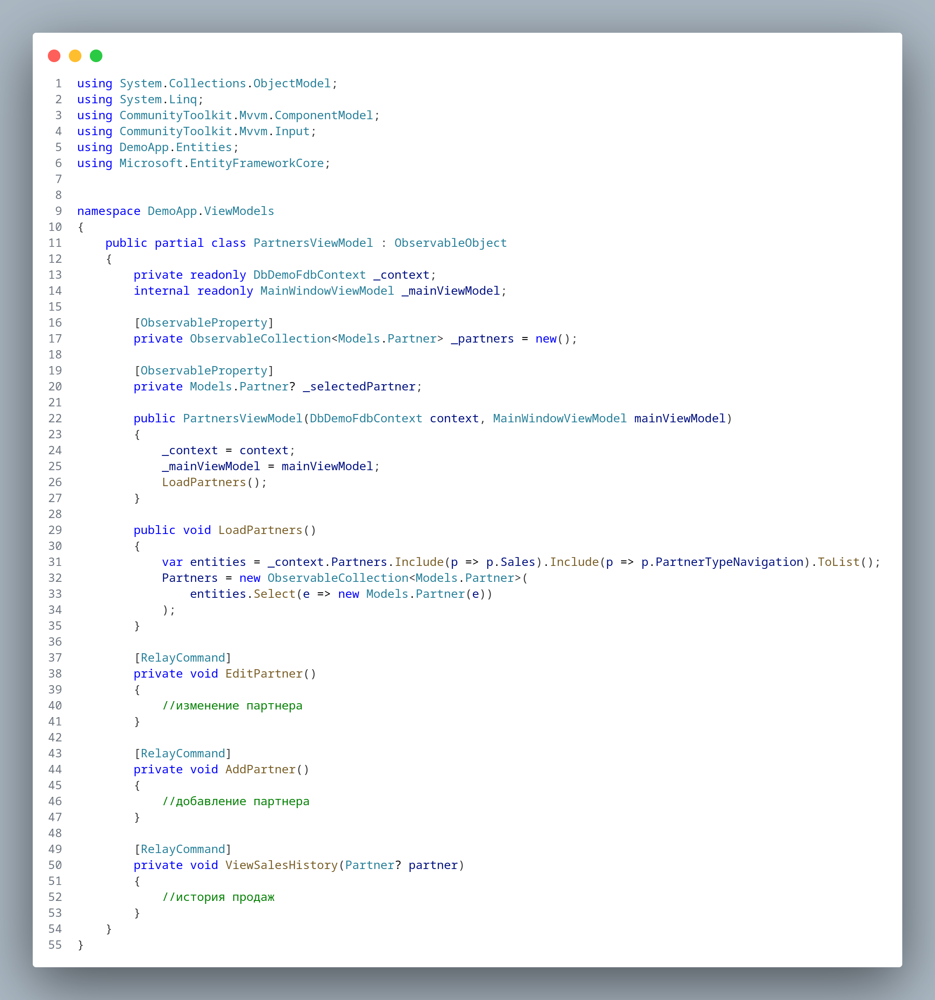 1 using System.Collections.ObjectModel;
2 using System.Linq;
3 using CommunityToolkit.Mvvm.ComponentModel;
4 using CommunityToolkit.Mvvm.Input;
5 using DemoApp.Entities;
6 using Microsoft.EntityFrameworkCore;
7
8
9 namespace DemoApp.ViewModels
10 {
11     public partial class PartnersViewModel : ObservableObject
12     {
13         private readonly DbDemoFdbContext _context;
14         internal readonly MainWindowViewModel _mainViewModel;
15
16         [ObservableProperty]
17         private ObservableCollection<Models.Partner> _partners = new();
18
19         [ObservableProperty]
20         private Models.Partner? _selectedPartner;
21
22         public PartnersViewModel(DbDemoFdbContext context, MainWindowViewModel mainViewModel)
23         {
24             _context = context;
25             _mainViewModel = mainViewModel;
26             LoadPartners();
27         }
28
29         public void LoadPartners()
30         {
31             var entities = _context.Partners.Include(p => p.Sales).Include(p => p.PartnerTypeNavigation).ToList();
32             Partners = new ObservableCollection<Models.Partner>(
33                 entities.Select(e => new Models.Partner(e))
34             );
35         }
36
37         [RelayCommand]
38         private void EditPartner()
39         {
40             //изменение партнера
41         }
42
43         [RelayCommand]
44         private void AddPartner()
45         {
46             //добавление партнера
47         }
48
49         [RelayCommand]
50         private void ViewSalesHistory(Partner? partner)
51         {
52             //история продаж
53         }
54     }
55 }